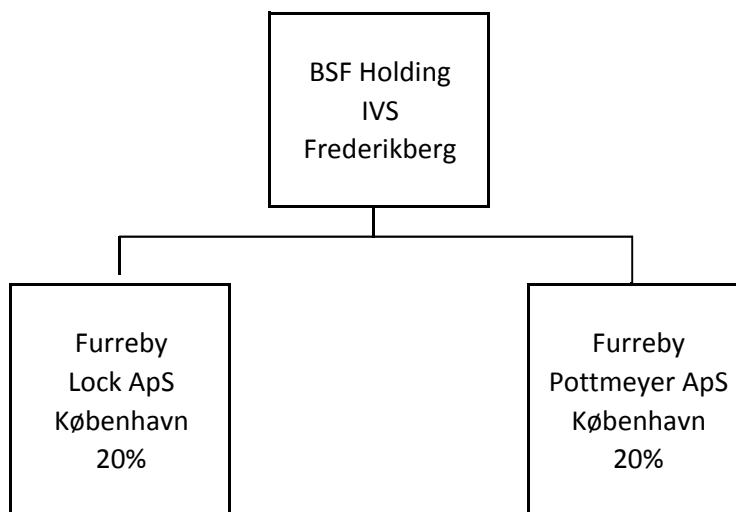 BSF Holding
IVS
Frederikberg
Furreby
Lock ApS
København
20%
Furreby
Pottmeyer ApS
København
20%